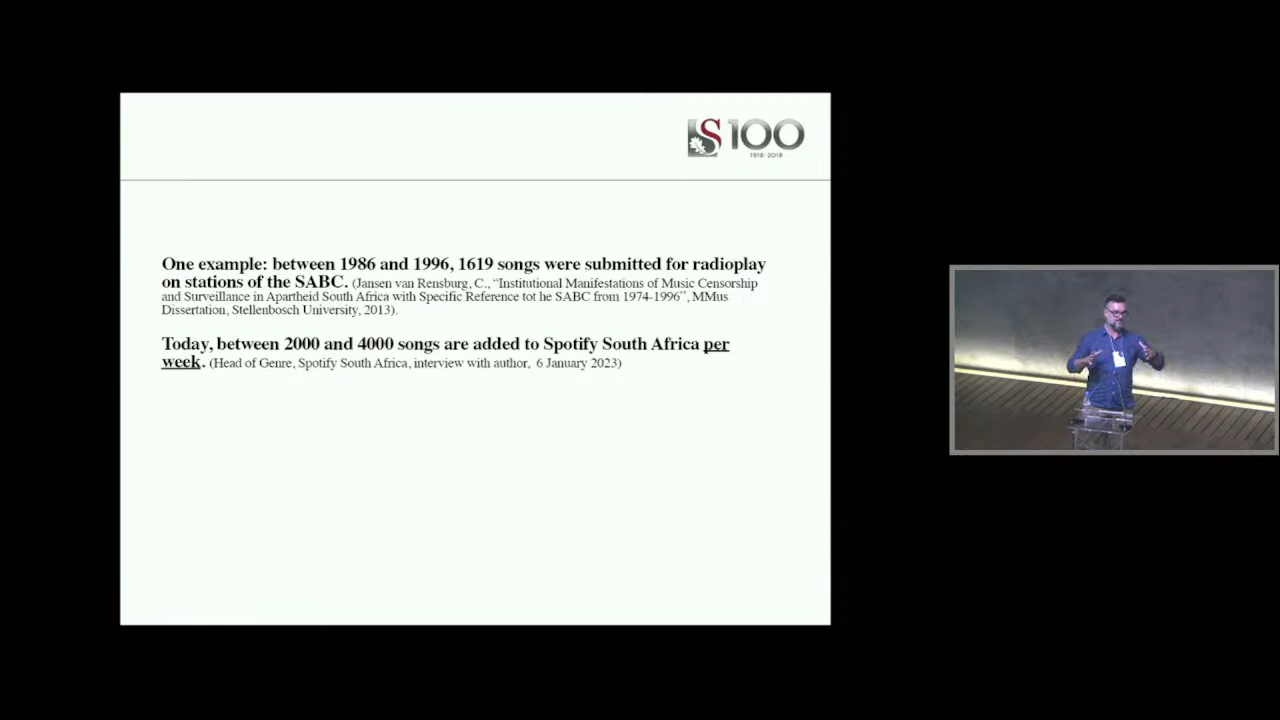 S100
1918·2018
One example: between 1986 and 1996, 1619 songs were submitted for radioplay
on stations of the SABC. (Jansen van Rensburg, C., “Institutional Manifestations of Music Censorship
and Surveillance in Apartheid South Africa with Specific Reference tot he SABC from 1974-1996”, MMus
Dissertation, Stellenbosch University, 2013).
Today, between 2000 and 4000 songs are added to Spotify South Africa per
week. (Head of Genre, Spotify South Africa, interview with author, 6 January 2023)